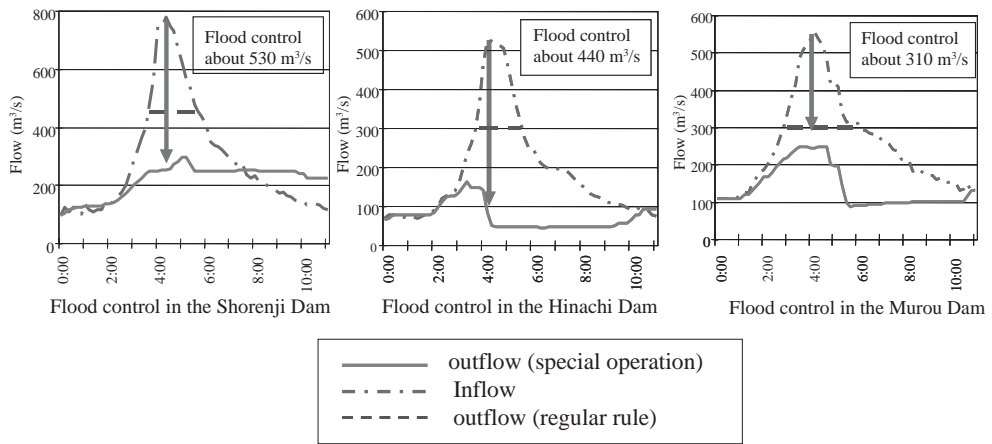 Flood control
about 530 m³/s
Flow (m³/s)
800
600
400
200
0
0:00
2:00
4:00
6:00
8:00
10:00
Flood control in the Shorenji Dam
Flood control
about 440 m³/s
Flow (m³/s)
600
500
400
300
200
100
0
0:00
2:00
4:00
6:00
8:00
10:00
Flood control in the Hinachi Dam
Flood control
about 310 m³/s
Flow (m³/s)
600
500
400
300
200
100
0
0:00
2:00
4:00
6:00
8:00
10:00
Flood control in the Murou Dam
outflow (special operation)
Inflow
outflow (regular rule)